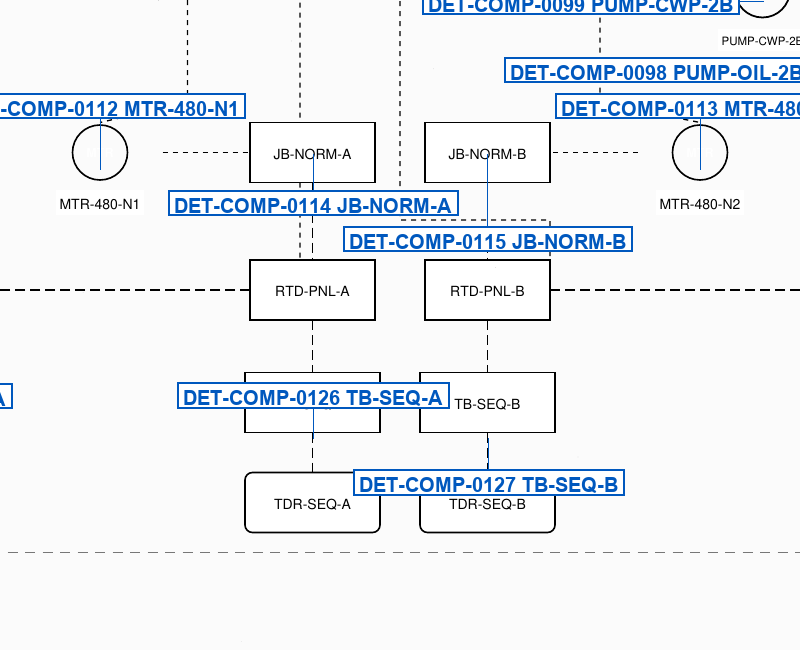 DET-COMP-0099 PUMP-CWP-2B
PUMP-CWP-2B
DET-COMP-0098 PUMP-OIL-2B
-COMP-0112 MTR-480-N1
DET-COMP-0113 MTR-480
JB-NORM-A
JB-NORM-B
MTR-480-N1
DET-COMP-0114 JB-NORM-A
MTR-480-N2
DET-COMP-0115 JB-NORM-B
RTD-PNL-A
RTD-PNL-B
A
DET-COMP-0126 TB-SEQ-A
TB-SEQ-B
DET-COMP-0127 TB-SEQ-B
TDR-SEQ-A
TDR-SEQ-B